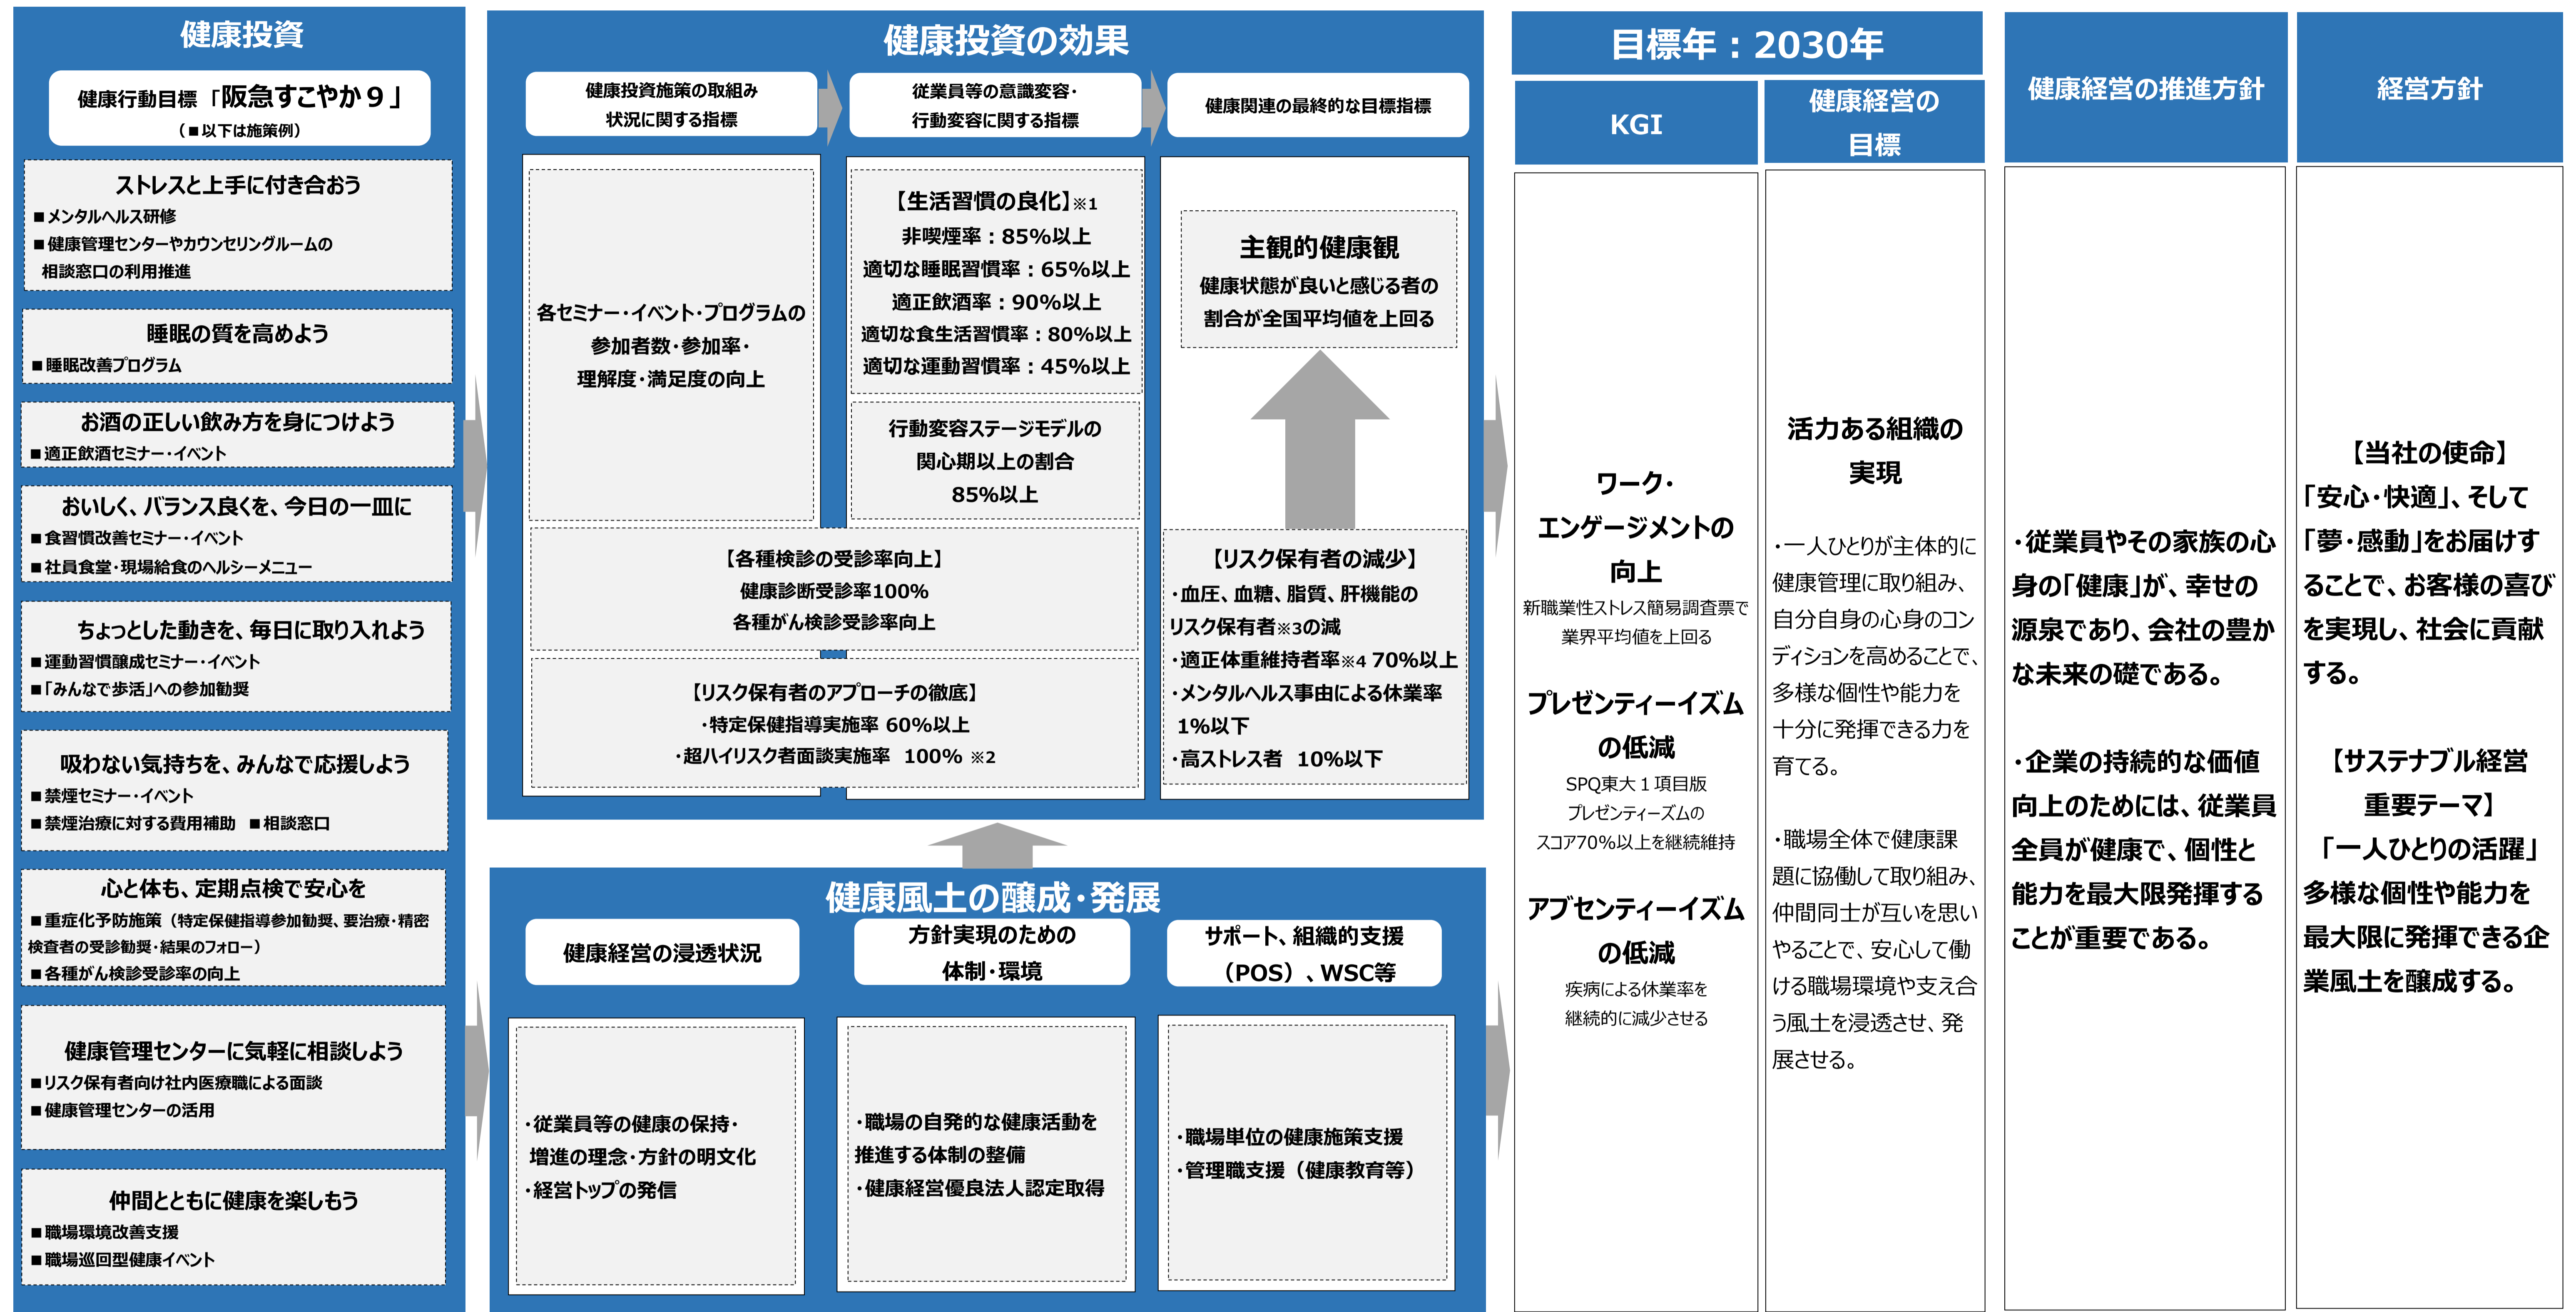 健康投資
健康行動目標「阪急すこやか９」
（■以下は施策例）
ストレスと上手に付き合おう
■メンタルヘルス研修
■健康管理センターやカウンセリングルームの
相談窓口の利用推進
睡眠の質を高めよう
■睡眠改善プログラム
お酒の正しい飲み方を身につけよう
■適正飲酒セミナー・イベント
おいしく、バランス良くを、今日の一皿に
■食習慣改善セミナー・イベント
■社員食堂・現場給食のヘルシーメニュー
ちょっとした動きを、毎日に取り入れよう
■運動習慣醸成セミナー・イベント
■「みんなで歩活」への参加勧奨
吸わない気持ちを、みんなで応援しよう
■禁煙セミナー・イベント
■禁煙治療に対する費用補助　■相談窓口
心と体も、定期点検で安心を
■重症化予防施策（特定保健指導参加勧奨、要治療・精密
検査者の受診勧奨・結果のフォロー）
■各種がん検診受診率の向上
健康管理センターに気軽に相談しよう
■リスク保有者向け社内医療職による面談
■健康管理センターの活用
仲間とともに健康を楽しもう
■職場環境改善支援
■職場巡回型健康イベント
健康投資の効果
健康投資施策の取組み
状況に関する指標
従業員等の意識変容・
行動変容に関する指標
健康関連の最終的な目標指標
各セミナー・イベント・プログラムの
参加者数・参加率・
理解度・満足度の向上
【生活習慣の良化】※1
非喫煙率：85%以上
適切な睡眠習慣率：65%以上
適正飲酒率：90%以上
適切な食生活習慣率：80%以上
適切な運動習慣率：45%以上
行動変容ステージモデルの
関心期以上の割合
85%以上
【各種検診の受診率向上】
健康診断受診率100%
各種がん検診受診率向上
【リスク保有者のアプローチの徹底】
・特定保健指導実施率 60%以上
・超ハイリスク者面談実施率　100% ※2
主観的健康観
健康状態が良いと感じる者の
割合が全国平均値を上回る
【リスク保有者の減少】
・血圧、血糖、脂質、肝機能の
リスク保有者※3の減
・適正体重維持者率※4 70%以上
・メンタルヘルス事由による休業率
1%以下
・高ストレス者　10%以下
健康風土の醸成・発展
健康経営の浸透状況
方針実現のための
体制・環境
サポート、組織的支援
（POS）、WSC等
・従業員等の健康の保持・
増進の理念・方針の明文化
・経営トップの発信
・職場の自発的な健康活動を
推進する体制の整備
・健康経営優良法人認定取得
・職場単位の健康施策支援
・管理職支援（健康教育等）
目標年：2030年
KGI
ワーク・
エンゲージメントの
向上
新職業性ストレス簡易調査票で
業界平均値を上回る
プレゼンティーイズム
の低減
SPQ東大１項目版
プレゼンティーズムの
スコア70%以上を継続維持
アブセンティーイズム
の低減
疾病による休業率を
継続的に減少させる
健康経営の
目標
活力ある組織の
実現
・一人ひとりが主体的に
健康管理に取り組み、
自分自身の心身のコン
ディションを高めることで、
多様な個性や能力を
十分に発揮できる力を
育てる。
・職場全体で健康課
題に協働して取り組み、
仲間同士が互いを思い
やることで、安心して働
ける職場環境や支え合
う風土を浸透させ、発
展させる。
健康経営の推進方針
・従業員やその家族の心
身の「健康」が、幸せの
源泉であり、会社の豊か
な未来の礎である。
・企業の持続的な価値
向上のためには、従業員
全員が健康で、個性と
能力を最大限発揮する
ことが重要である。
経営方針
【当社の使命】
「安心・快適」、そして
「夢・感動」をお届けす
ることで、お客様の喜び
を実現し、社会に貢献
する。
【サステナブル経営
重要テーマ】
「一人ひとりの活躍」
多様な個性や能力を
最大限に発揮できる企
業風土を醸成する。